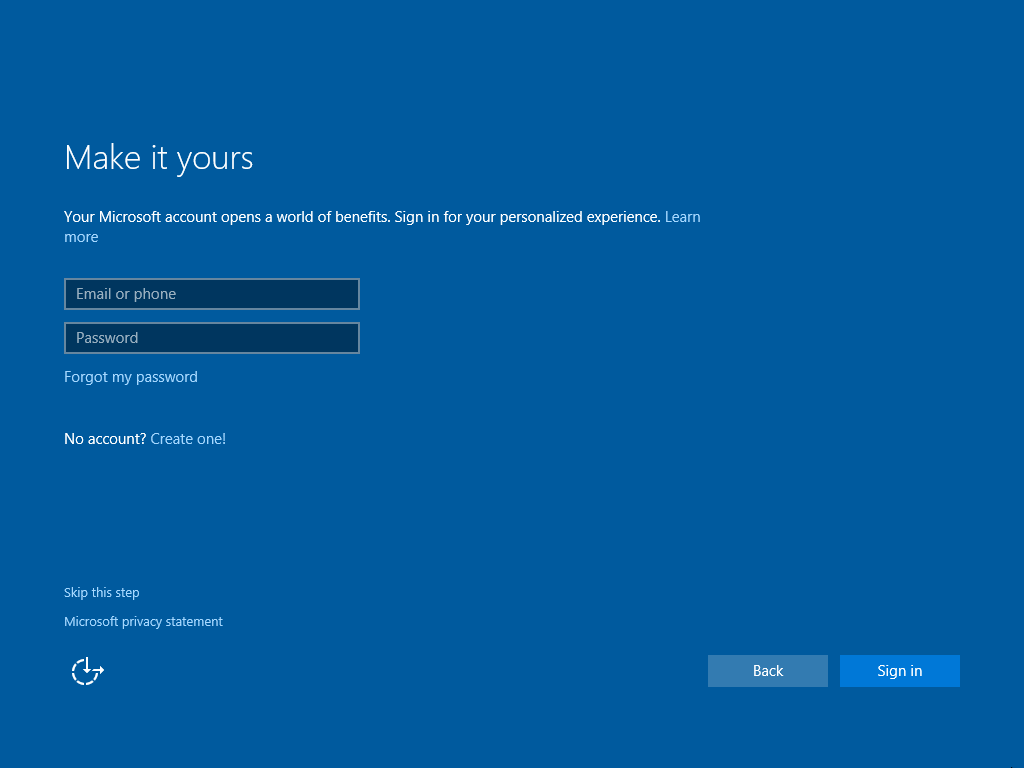 Make it yours
Your Microsoft account opens a world of benefits. Sign in for your personalized experience. Learn
more
Email or phone
Password
Forgot my password
No account? Create one!
Skip this step
Microsoft privacy statement
Back
Sign in